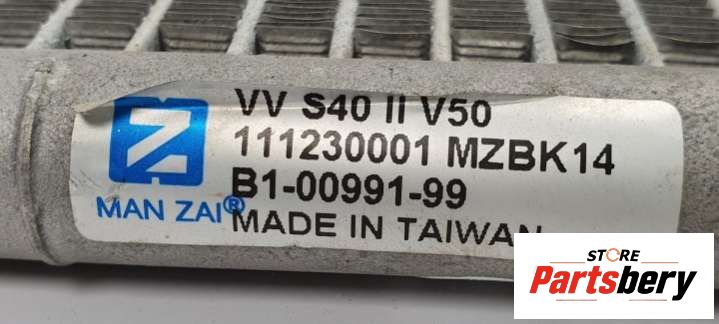 VV S40 II V50
111230001 MZBK14
B1-00991-99
MAN ZAI®
MADE IN TAIWAN
STORE
Partsbery